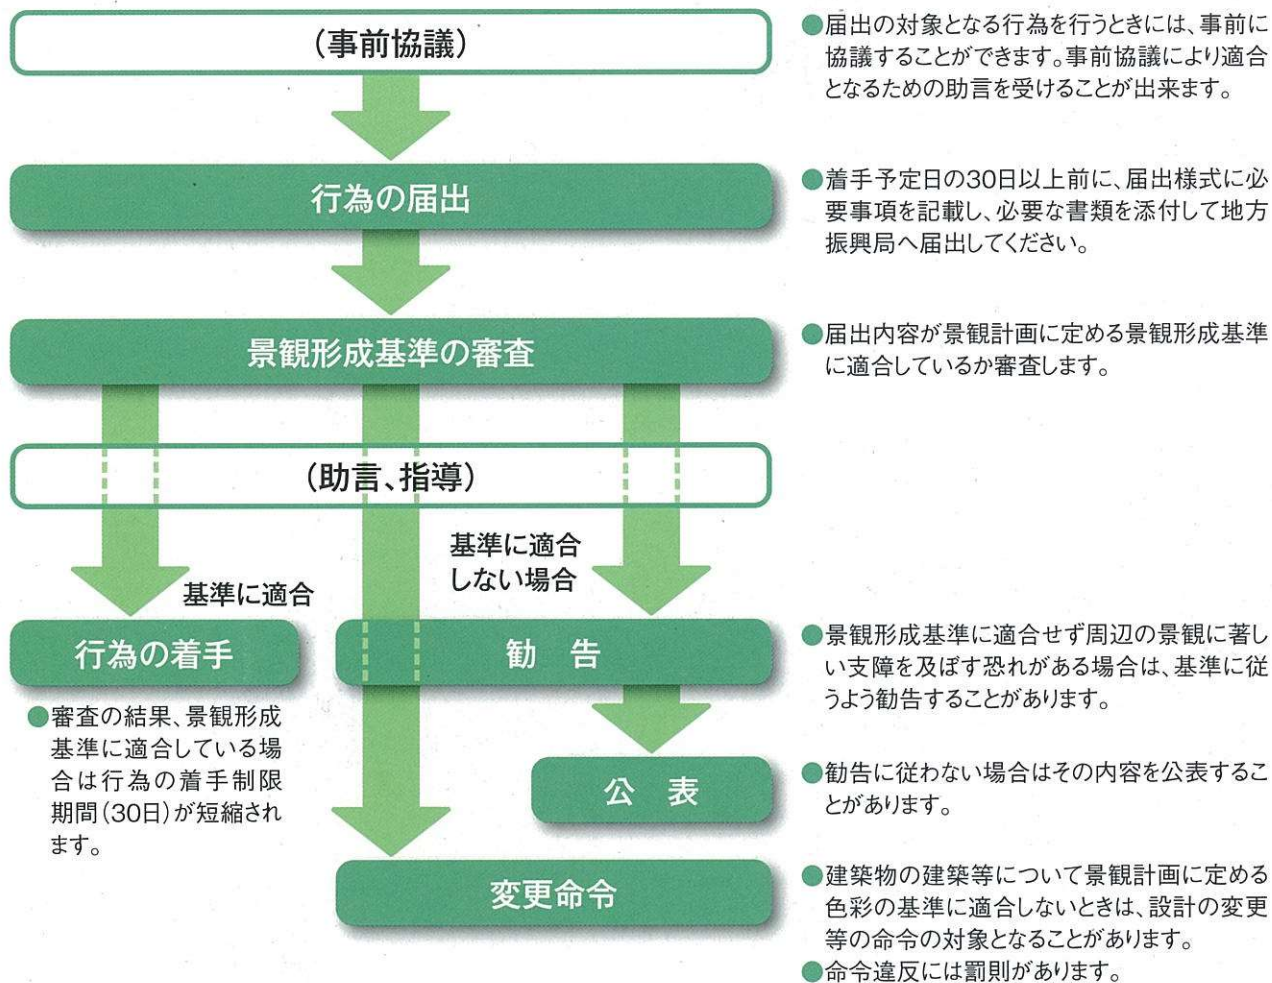 （事前協議）
●届出の対象となる行為を行うときには、事前に
協議することができます。事前協議により適合
となるための助言を受けることが出来ます。
行為の届出
●着手予定日の30日以上前に、届出様式に必
要事項を記載し、必要な書類を添付して地方
振興局へ届出してください。
景観形成基準の審査
●届出内容が景観計画に定める景観形成基準
に適合しているか審査します。
（助言、指導）
基準に適合
基準に適合
しない場合
行為の着手
●審査の結果、景観形成
基準に適合している場
合は行為の着手制限
期間（30日）が短縮され
ます。
勧　告
●景観形成基準に適合せず周辺の景観に著し
い支障を及ぼす恐れがある場合は、基準に従
うよう勧告することがあります。
公　表
●勧告に従わない場合はその内容を公表するこ
とがあります。
変更命令
●建築物の建築等について景観計画に定める
色彩の基準に適合しないときは、設計の変更
等の命令の対象となることがあります。
●命令違反には罰則があります。